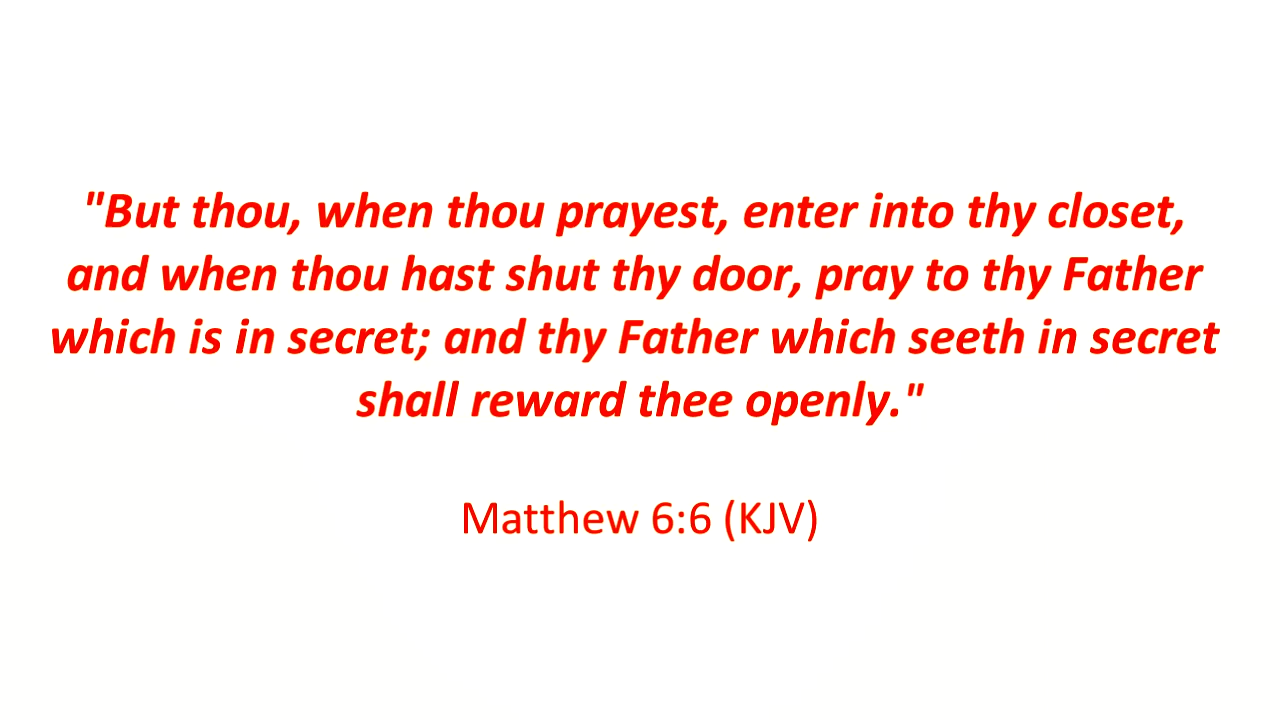 "But thou, when thou prayest, enter into thy closet,
and when thou hast shut thy door, pray to thy Father
which is in secret; and thy Father which seeth in secret
shall reward thee openly."
Matthew 6:6 (KJV)